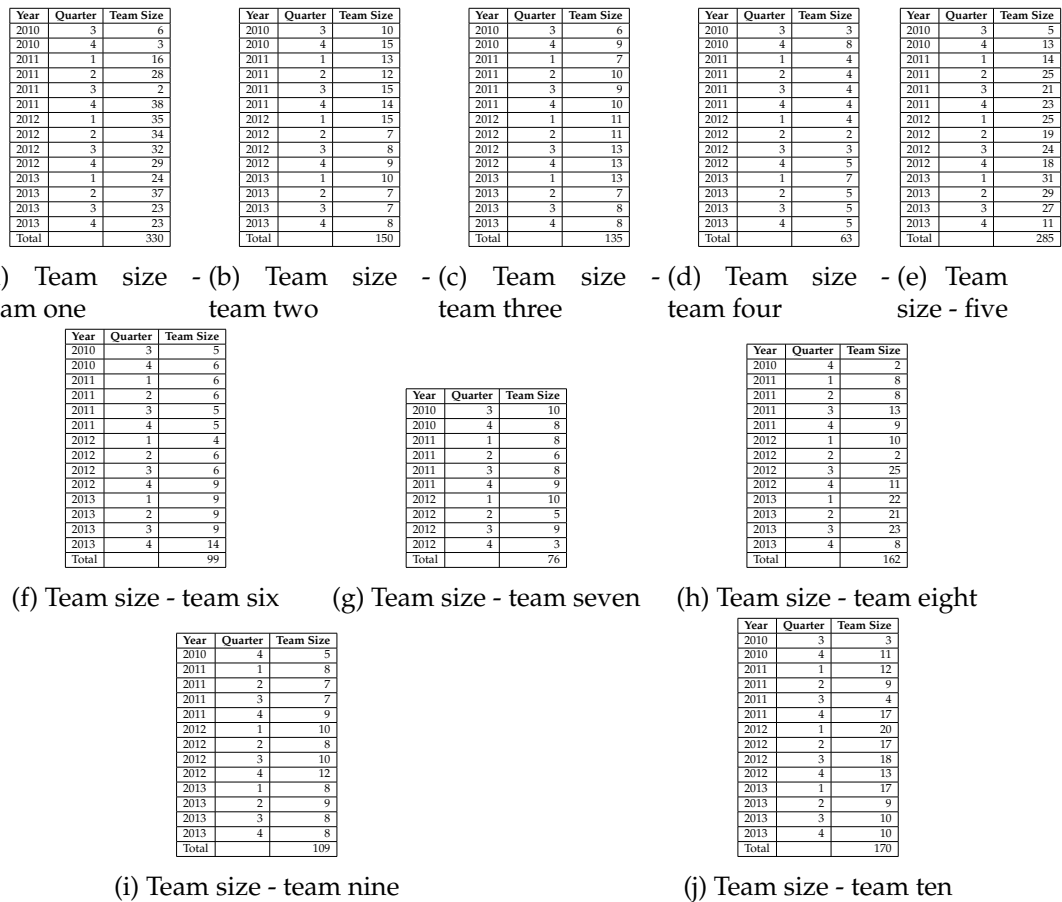 Year Quarter Team Size
2010 3 6
2010 4 3
2011 1 16
2011 2 28
2011 3 2
2011 4 38
2012 1 35
2012 2 34
2012 3 32
2012 4 29
2013 1 24
2013 2 37
2013 3 23
2013 4 23
Total 330
) Team size -
am one
Year Quarter Team Size
2010 3 10
2010 4 15
2011 1 13
2011 2 12
2011 3 15
2011 4 14
2012 1 15
2012 2 7
2012 3 8
2012 4 9
2013 1 10
2013 2 7
2013 3 7
2013 4 8
Total 150
(b) Team size -
team two
Year Quarter Team Size
2010 3 6
2010 4 9
2011 1 7
2011 2 10
2011 3 9
2011 4 10
2012 1 11
2012 2 11
2012 3 13
2012 4 13
2013 1 13
2013 2 7
2013 3 8
2013 4 8
Total 135
(c) Team size -
team three
Year Quarter Team Size
2010 3 3
2010 4 8
2011 1 4
2011 2 4
2011 3 4
2011 4 4
2012 1 4
2012 2 2
2012 3 3
2012 4 5
2013 1 7
2013 2 5
2013 3 5
2013 4 5
Total 63
(d) Team size -
team four
Year Quarter Team Size
2010 3 5
2010 4 13
2011 1 14
2011 2 25
2011 3 21
2011 4 23
2012 1 25
2012 2 19
2012 3 24
2012 4 18
2013 1 31
2013 2 29
2013 3 27
2013 4 11
Total 285
(e) Team
size - five
Year Quarter Team Size
2010 3 5
2010 4 6
2011 1 6
2011 2 6
2011 3 5
2011 4 5
2012 1 4
2012 2 6
2012 3 6
2012 4 9
2013 1 9
2013 2 9
2013 3 9
2013 4 14
Total 99
(f) Team size - team six
Year Quarter Team Size
2010 3 10
2010 4 8
2011 1 8
2011 2 6
2011 3 8
2011 4 9
2012 1 10
2012 2 5
2012 3 9
2012 4 3
Total 76
(g) Team size - team seven
Year Quarter Team Size
2010 4 2
2011 1 8
2011 2 8
2011 3 13
2011 4 9
2012 1 10
2012 2 2
2012 3 25
2012 4 11
2013 1 22
2013 2 21
2013 3 23
2013 4 8
Total 162
(h) Team size - team eight
Year Quarter Team Size
2010 4 5
2011 1 8
2011 2 7
2011 3 7
2011 4 9
2012 1 10
2012 2 8
2012 3 10
2012 4 12
2013 1 8
2013 2 9
2013 3 8
2013 4 8
Total 109
(i) Team size - team nine
Year Quarter Team Size
2010 3 3
2010 4 11
2011 1 12
2011 2 9
2011 3 4
2011 4 17
2012 1 20
2012 2 17
2012 3 18
2012 4 13
2013 1 17
2013 2 9
2013 3 10
2013 4 10
Total 170
(j) Team size - team ten